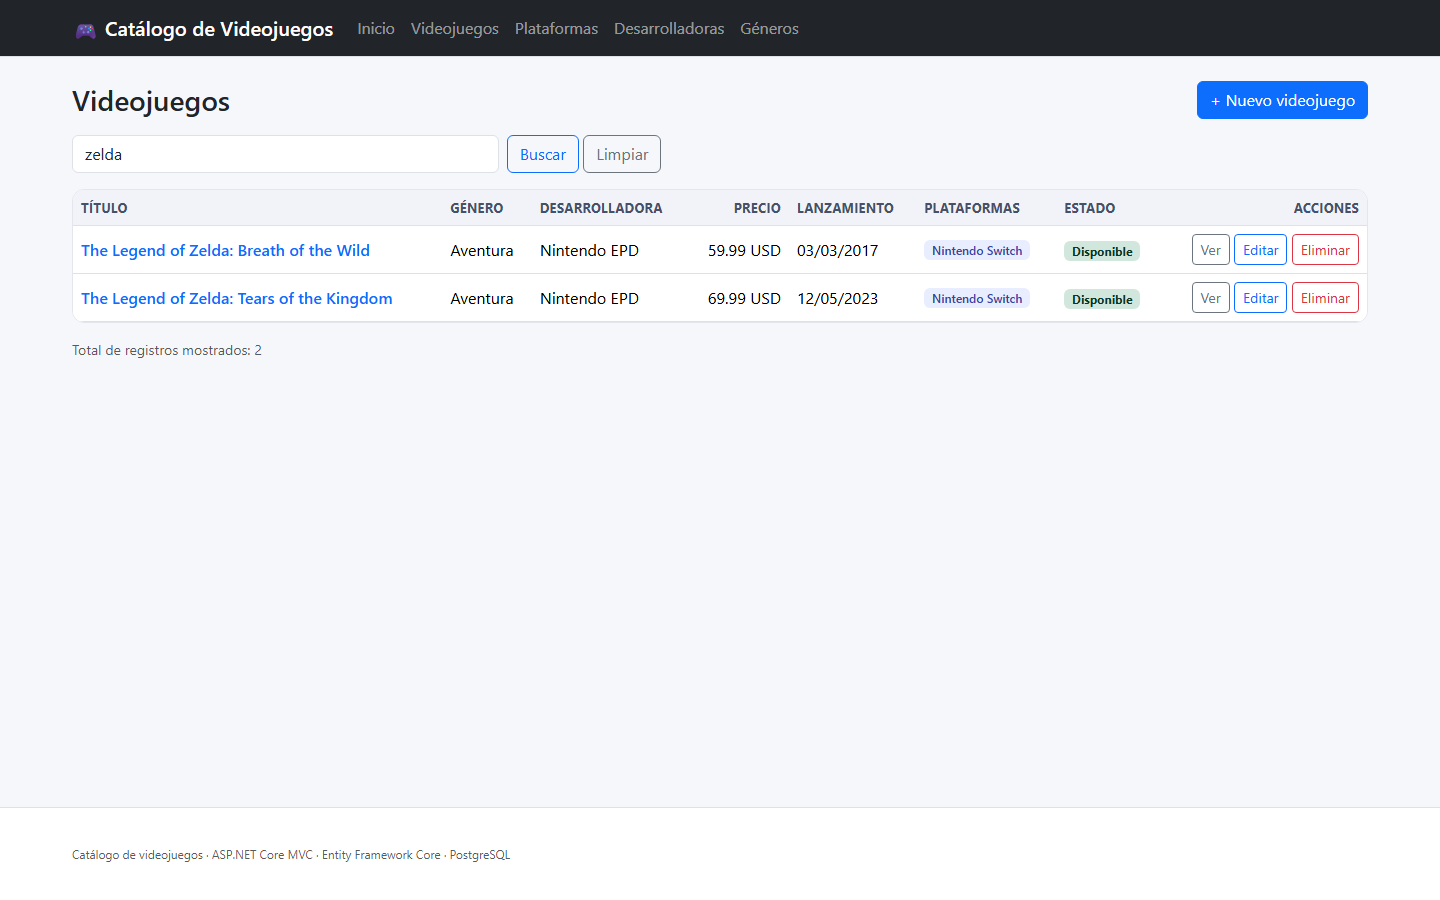 Catálogo de Videojuegos Inicio Videojuegos Plataformas Desarrolladoras Géneros
Videojuegos + Nuevo videojuego
zelda Buscar Limpiar
TÍTULO GÉNERO DESARROLLADORA PRECIO LANZAMIENTO PLATAFORMAS ESTADO ACCIONES
The Legend of Zelda: Breath of the Wild Aventura Nintendo EPD 59.99 USD 03/03/2017 Nintendo Switch Disponible Ver Editar Eliminar
The Legend of Zelda: Tears of the Kingdom Aventura Nintendo EPD 69.99 USD 12/05/2023 Nintendo Switch Disponible Ver Editar Eliminar
Total de registros mostrados: 2
Catálogo de videojuegos · ASP.NET Core MVC · Entity Framework Core · PostgreSQL